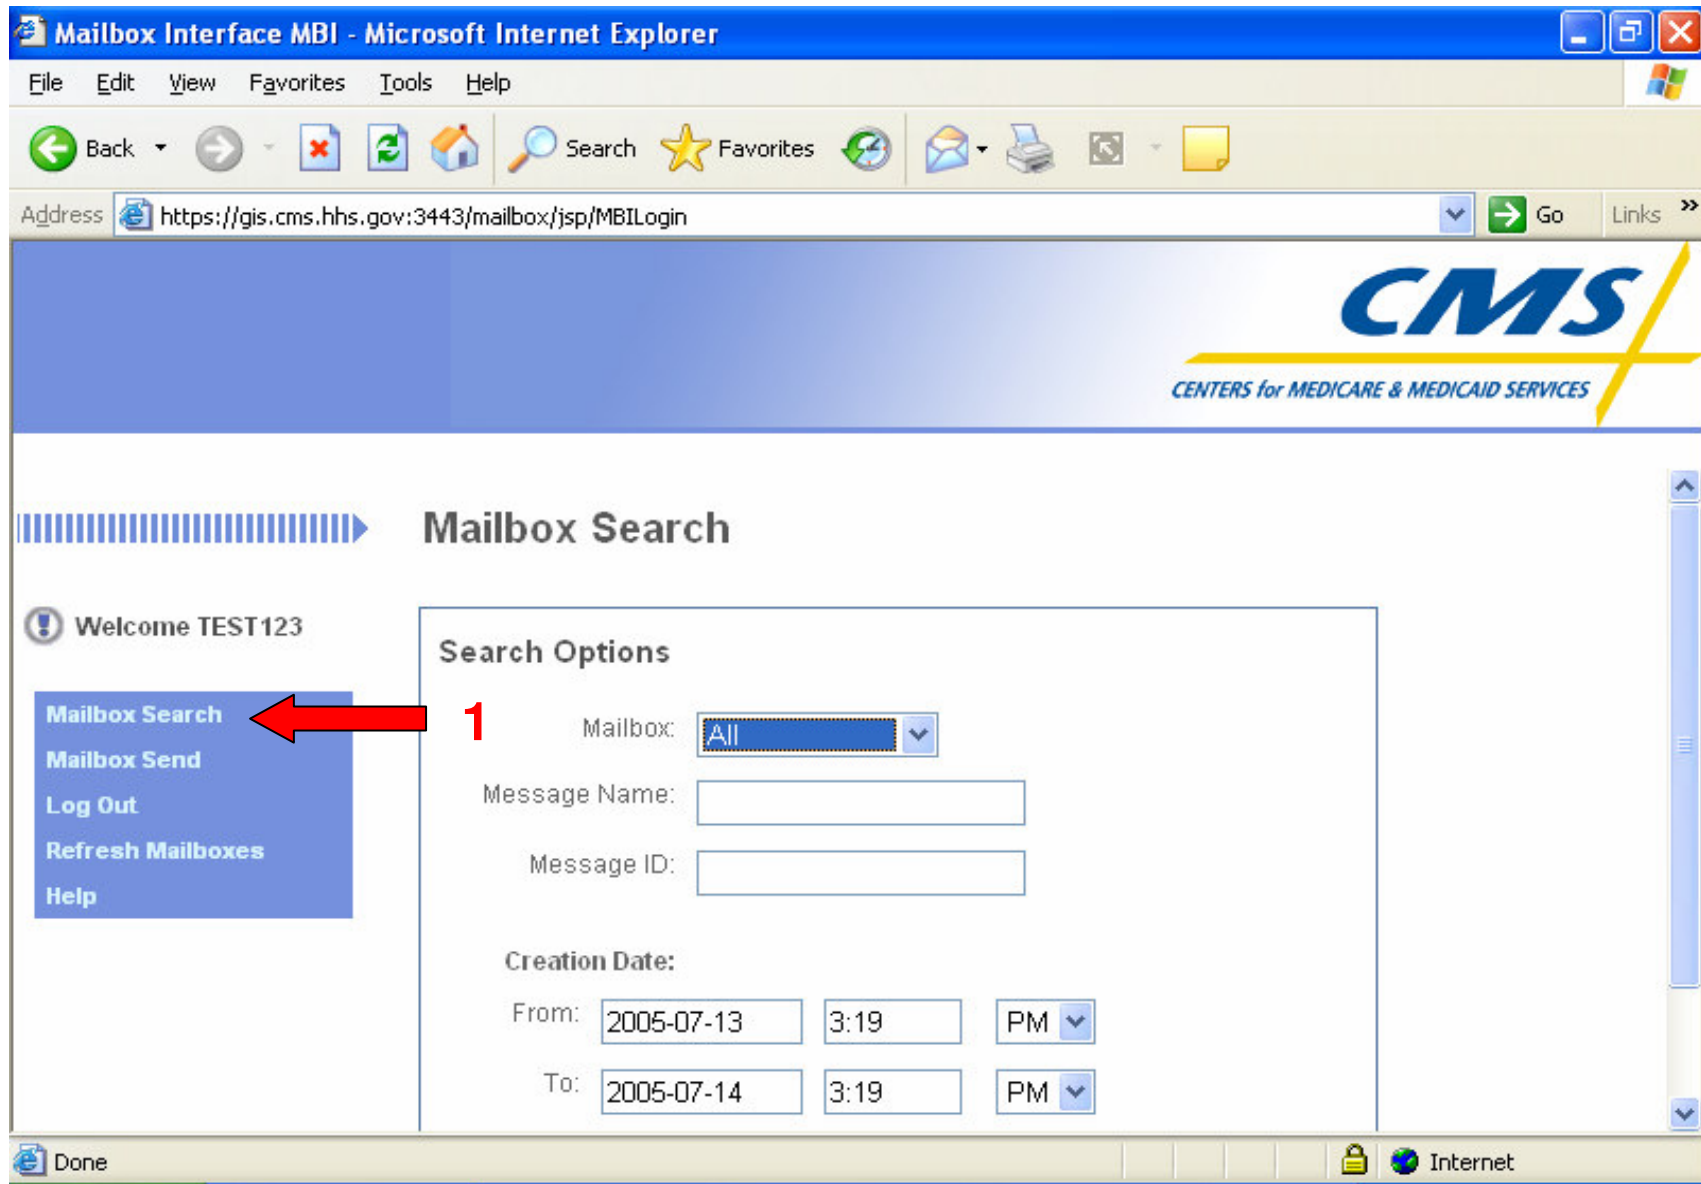 Mailbox Interface MBI - Microsoft Internet Explorer
File Edit View Favorites Tools Help
Back Search Favorites
Address https://gis.cms.hhs.gov:3443/mailbox/jsp/MBILogin Go Links »
CMS
CENTERS for MEDICARE & MEDICAID SERVICES
Mailbox Search
Welcome TEST123
Mailbox Search
Mailbox Send
Log Out
Refresh Mailboxes
Help
1
Search Options
Mailbox: All
Message Name:
Message ID:
Creation Date:
From: 2005-07-13 3:19 PM
To: 2005-07-14 3:19 PM
Done Internet